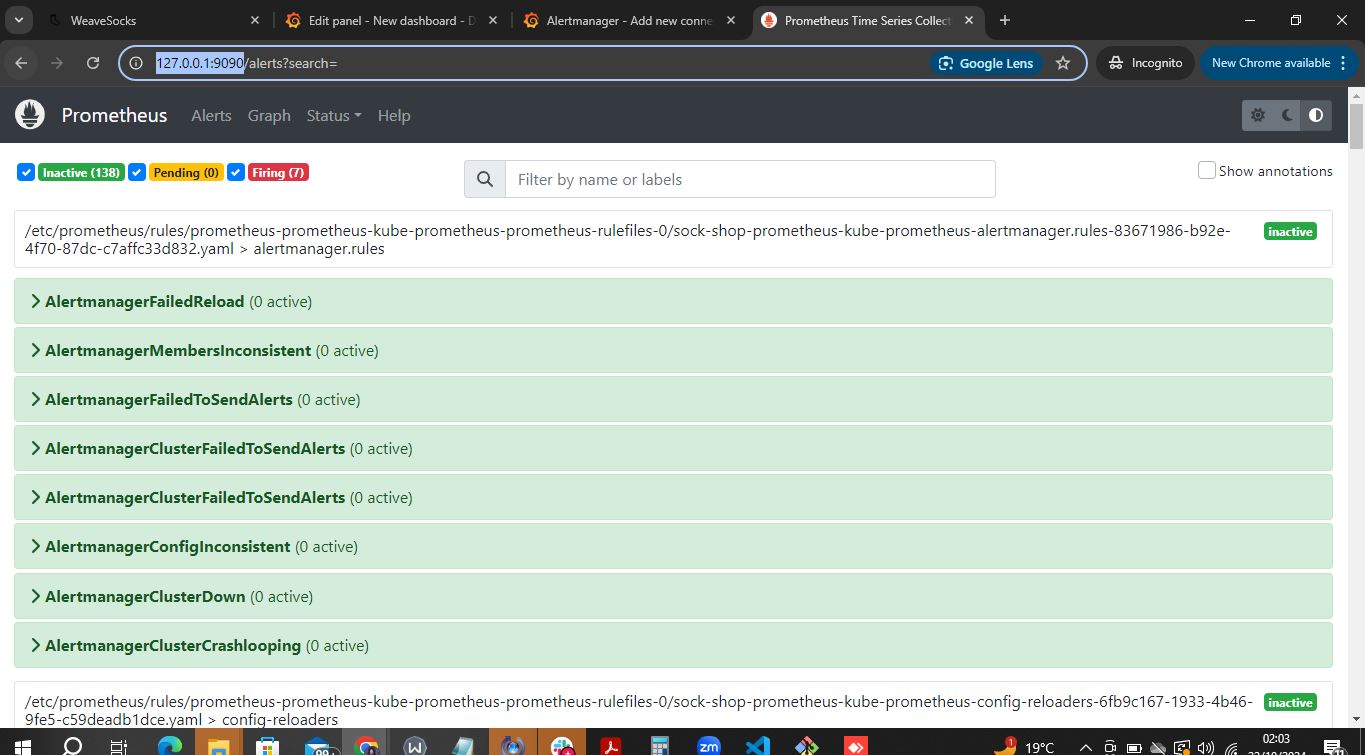 WeaveSocks
Edit panel - New dashboard - D
Alertmanager - Add new conne
Prometheus Time Series Collect
127.0.0.1:9090/alerts?search=
Google Lens
Incognito
New Chrome available
Prometheus
Alerts
Graph
Status
Help
Inactive (138)
Pending (0)
Firing (7)
Filter by name or labels
Show annotations
/etc/prometheus/rules/prometheus-prometheus-kube-prometheus-prometheus-rulefiles-0/sock-shop-prometheus-kube-prometheus-alertmanager.rules-83671986-b92e-
4f70-87dc-c7affc33d832.yaml > alertmanager.rules
inactive
AlertmanagerFailedReload (0 active)
AlertmanagerMembersInconsistent (0 active)
AlertmanagerFailedToSendAlerts (0 active)
AlertmanagerClusterFailedToSendAlerts (0 active)
AlertmanagerClusterFailedToSendAlerts (0 active)
AlertmanagerConfigInconsistent (0 active)
AlertmanagerClusterDown (0 active)
AlertmanagerClusterCrashlooping (0 active)
/etc/prometheus/rules/prometheus-prometheus-kube-prometheus-prometheus-rulefiles-0/sock-shop-prometheus-kube-prometheus-config-reloaders-6fb9c167-1933-4b46-
9fe5-c59deadb1dce.yaml > config-reloaders
inactive
99+
W
zm
1
19°C
02:03